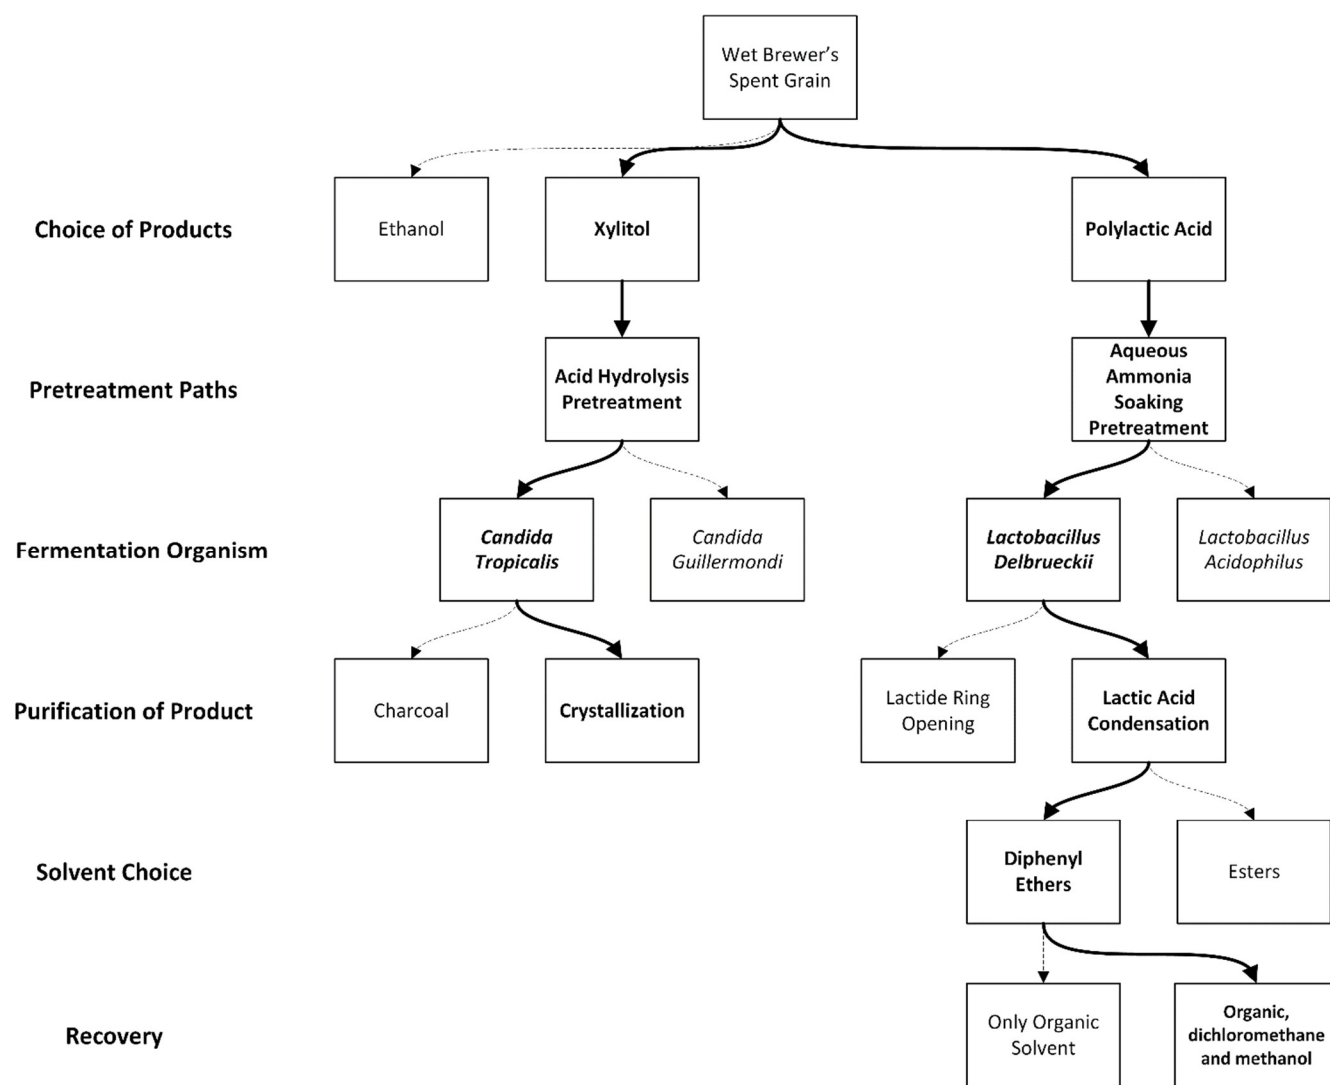 Wet Brewer’s
Spent Grain
Choice of Products
Ethanol
Xylitol
Polylactic Acid
Pretreatment Paths
Acid Hydrolysis
Pretreatment
Aqueous
Ammonia
Soaking
Pretreatment
Fermentation Organism
Candida
Tropicalis
Candida
Guillermondi
Lactobacillus
Delbrueckii
Lactobacillus
Acidophilus
Purification of Product
Charcoal
Crystallization
Lactide Ring
Opening
Lactic Acid
Condensation
Solvent Choice
Diphenyl
Ethers
Esters
Recovery
Only Organic
Solvent
Organic,
dichloromethane
and methanol